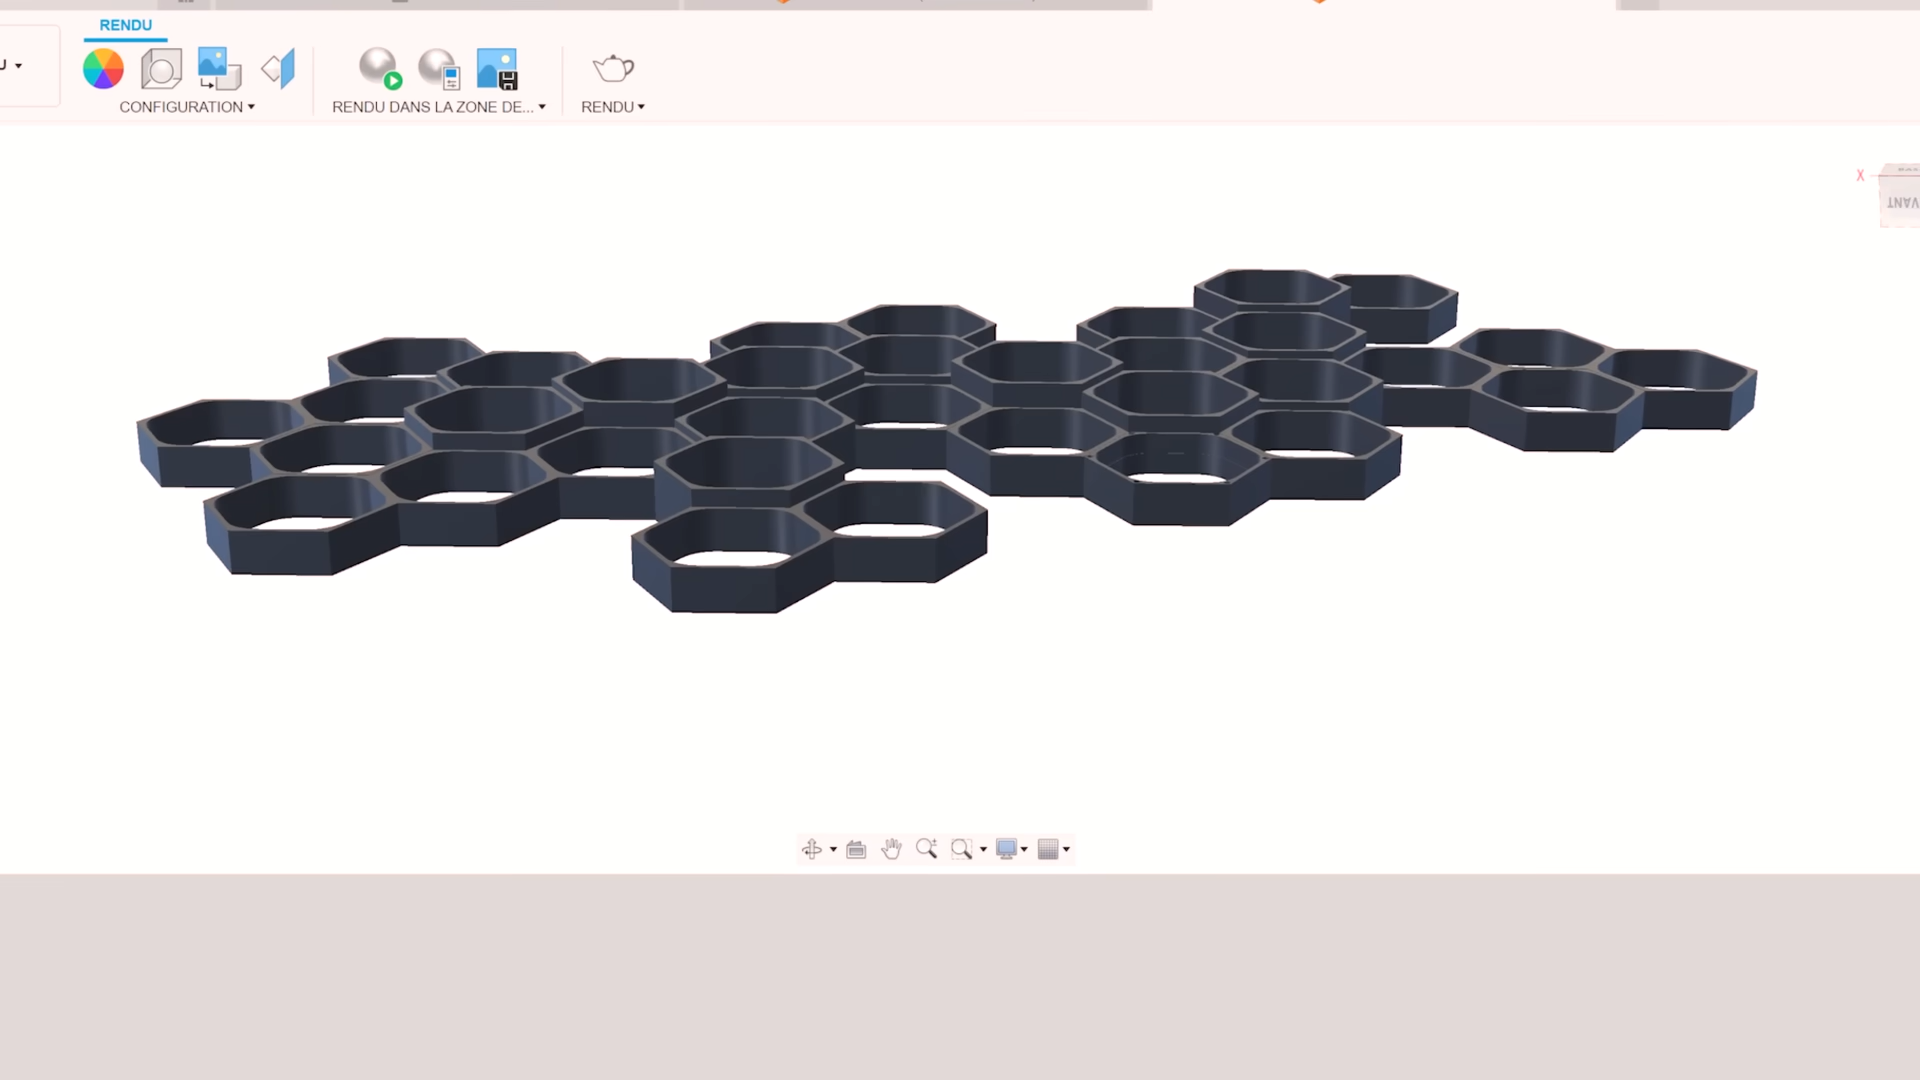 RENDU
CONFIGURATION
RENDU DANS LA ZONE DE...
RENDU
X